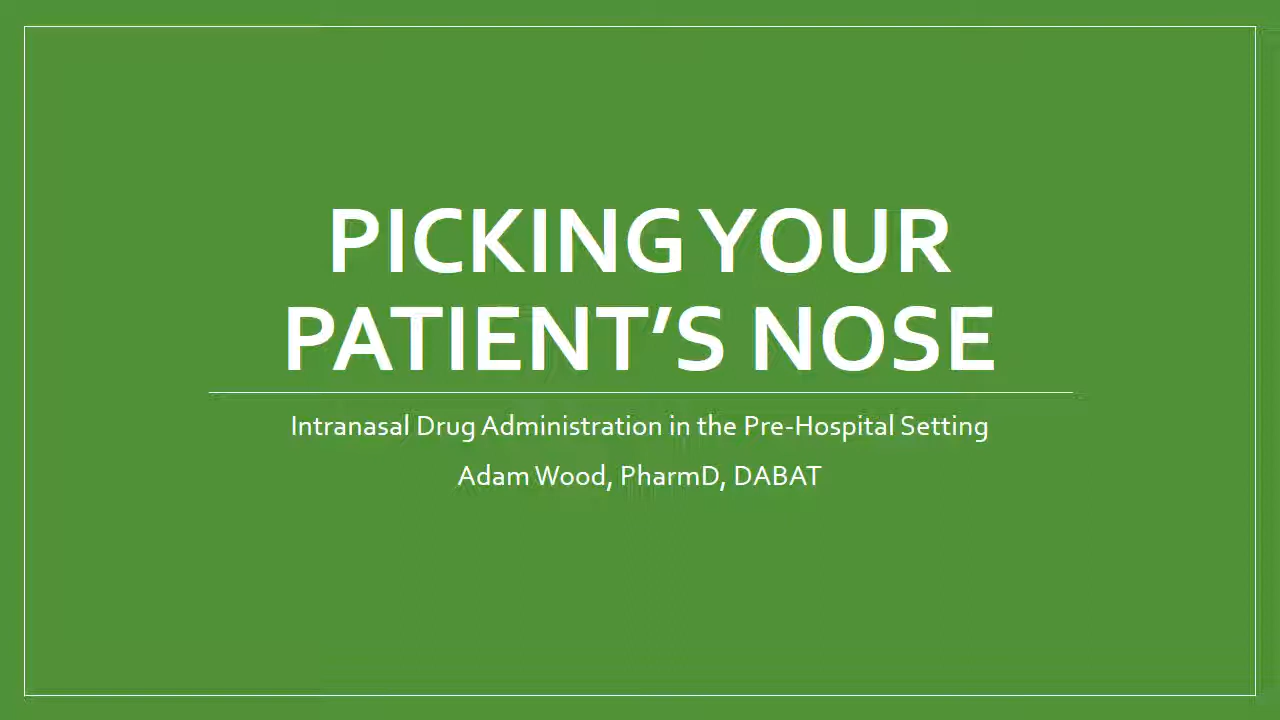 PICKING YOUR
PATIENT’S NOSE
Intranasal Drug Administration in the Pre-Hospital Setting
Adam Wood, PharmD, DABAT